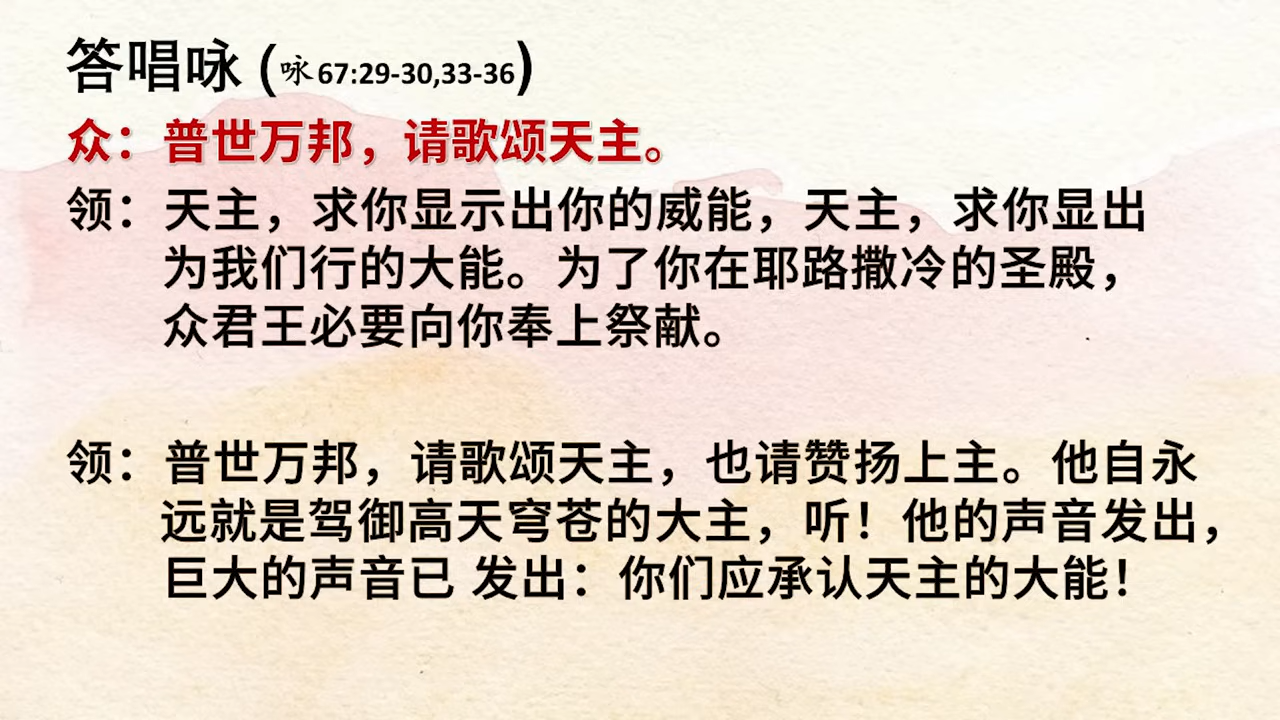 答唱咏 (咏67:29-30,33-36)
众：普世万邦，请歌颂天主。
领：天主，求你显示出你的威能，天主，求你显出
为我们行的大能。为了你在耶路撒冷的圣殿，
众君王必要向你奉上祭献。
领：普世万邦，请歌颂天主，也请赞扬上主。他自永
远就是驾御高天穹苍的大主，听！他的声音发出，
巨大的声音已 发出：你们应承认天主的大能！